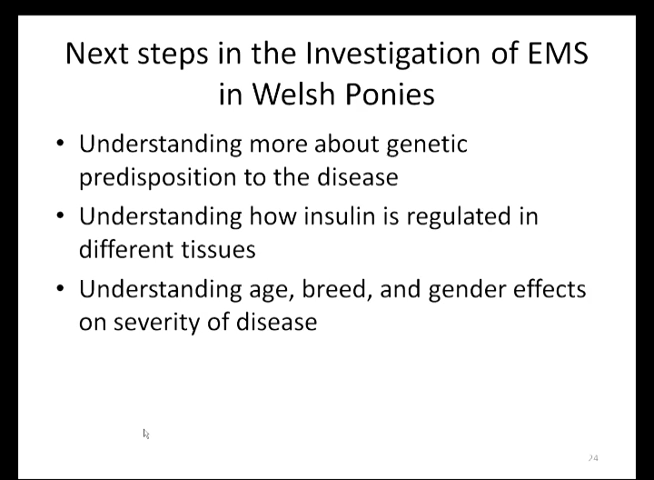 Next steps in the Investigation of EMS
in Welsh Ponies
• Understanding more about genetic
predisposition to the disease
• Understanding how insulin is regulated in
different tissues
• Understanding age, breed, and gender effects
on severity of disease
24